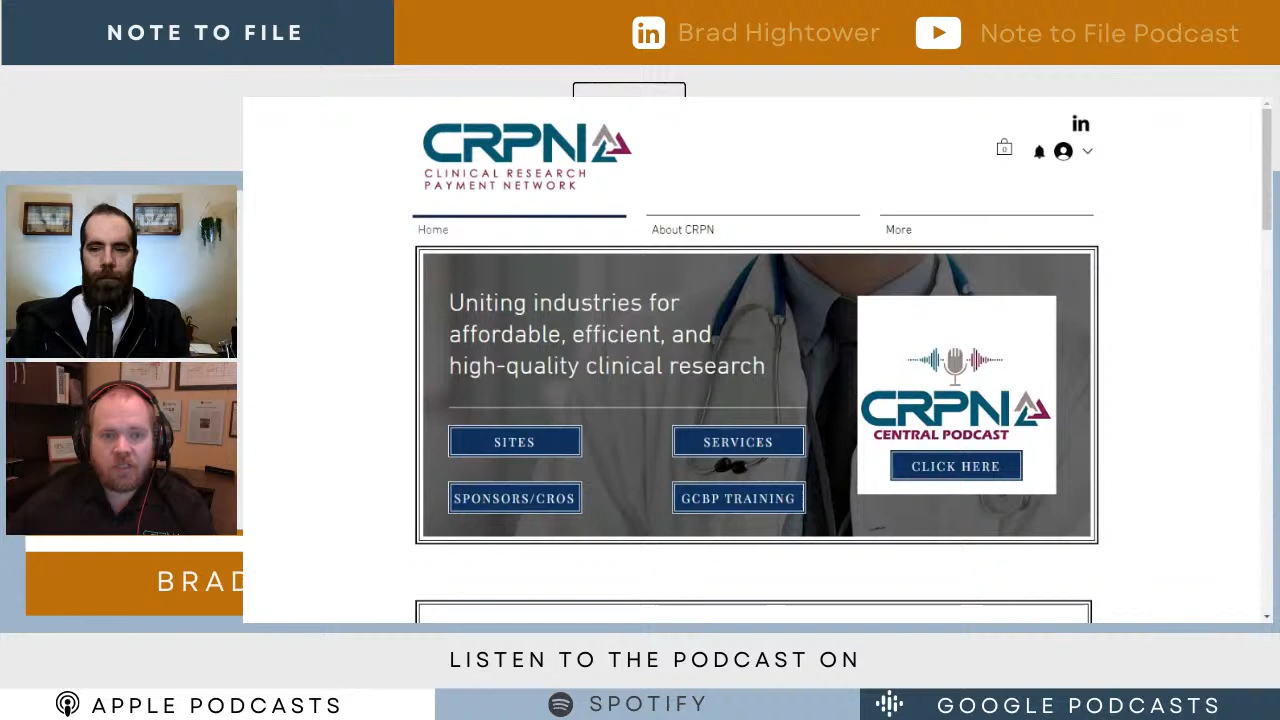 NOTE TO FILE
Brad Hightower
Note to File Podcast
in
in
CRPN
CLINICAL RESEARCH
PAYMENT NETWORK
0
Home
About CRPN
More
Uniting industries for
affordable, efficient, and
high-quality clinical research
SITES
SERVICES
SPONSORS/CROS
GCBP TRAINING
CRPN
CENTRAL PODCAST
CLICK HERE
BRAD
LISTEN TO THE PODCAST ON
APPLE PODCASTS
SPOTIFY
GOOGLE PODCASTS